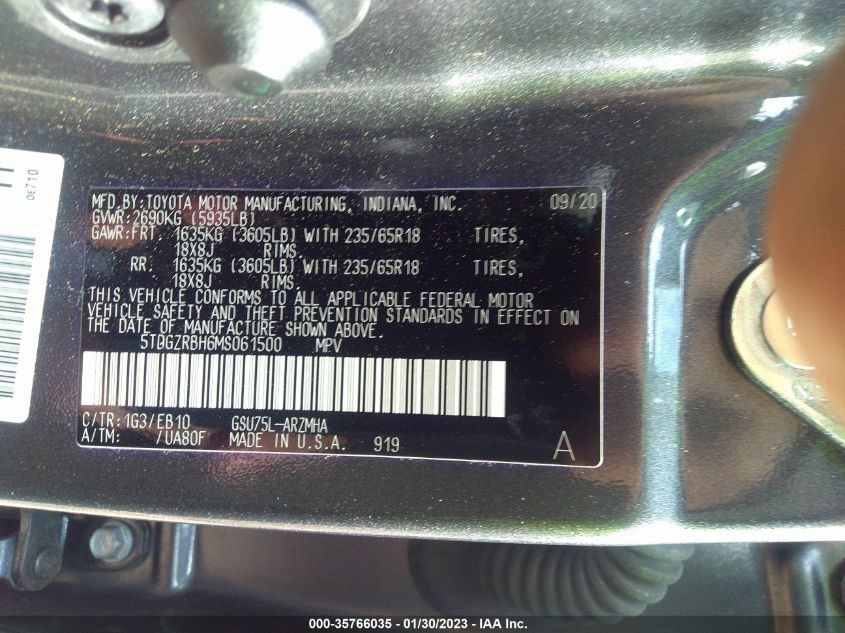 0E710
MFD.BY:TOYOTA MOTOR MANUFACTURING, INDIANA, INC. 09/20
GVWR:2690KG (5935LB)
GAWR:FRT 1635KG (3605LB) WITH 235/65R18 TIRES,
18X8J RIMS.
RR. 1635KG (3605LB) WITH 235/65R18 TIRES,
18X8J RIMS.
THIS VEHICLE CONFORMS TO ALL APPLICABLE FEDERAL MOTOR
VEHICLE SAFETY AND THEFT PREVENTION STANDARDS IN EFFECT ON
THE DATE OF MANUFACTURE SHOWN ABOVE.
5TDGZRBH6MS061500 MPV
C/TR:1G3/EB10 GSU75L-ARZMHA
A/TM: /UA80F MADE IN U.S.A. 919 A
000-35766035 - 01/30/2023 - IAA Inc.